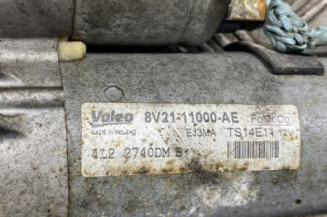 Valeo 8V21-11000-AE FoMoCo
MADE IN POLAND EJ3MA TS14E11 12V
4L2 2740DM B